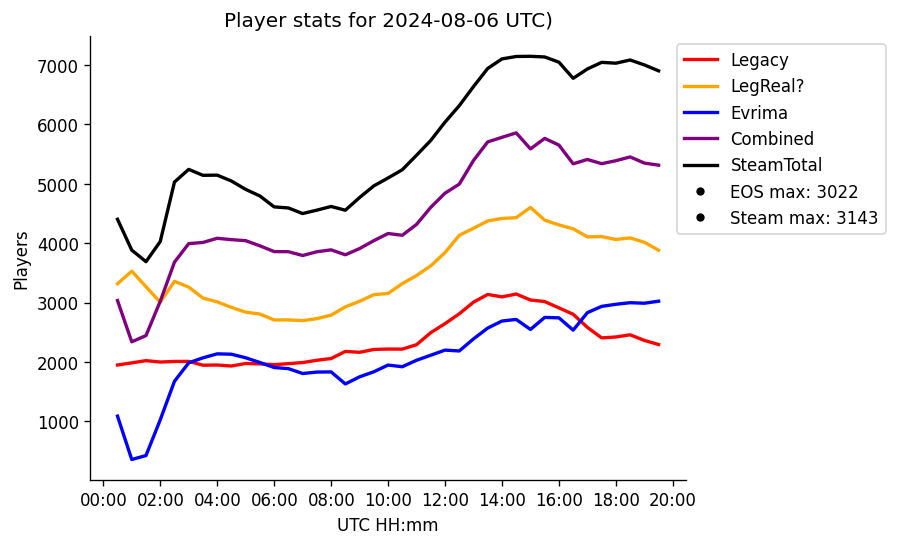 Player stats for 2024-08-06 UTC)
Legacy
LegReal?
Evrima
Combined
SteamTotal
EOS max: 3022
Steam max: 3143
Players
7000
6000
5000
4000
3000
2000
1000
00:00 02:00 04:00 06:00 08:00 10:00 12:00 14:00 16:00 18:00 20:00
UTC HH:mm